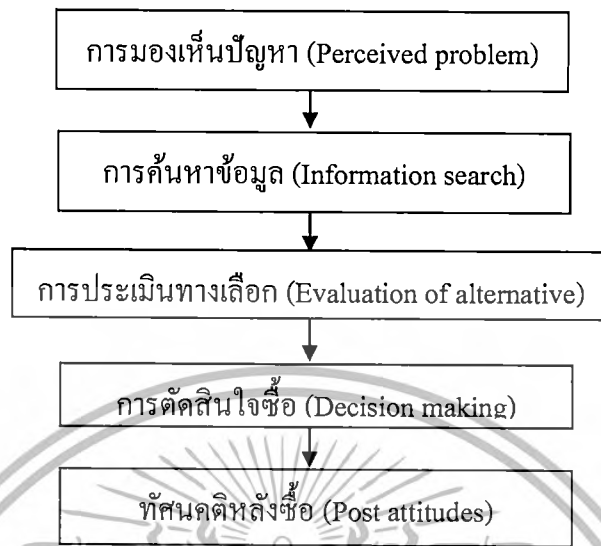 การมองเห็นปัญหา (Perceived problem)
การค้นหาข้อมูล (Information search)
การประเมินทางเลือก (Evaluation of alternative)
การตัดสินใจซื้อ (Decision making)
ทัศนคติหลังซื้อ (Post attitudes)